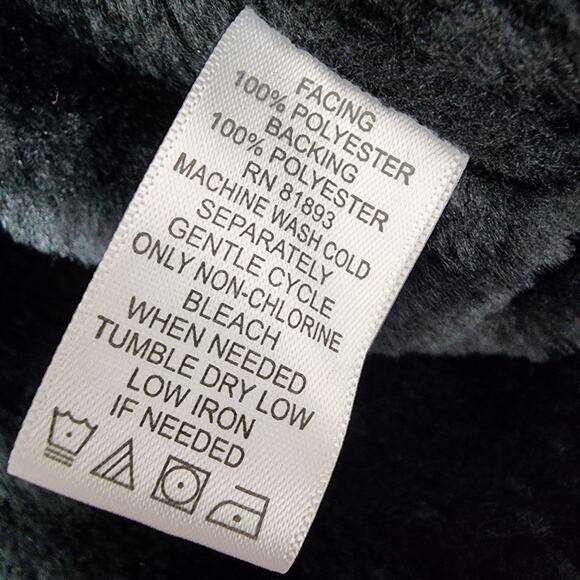 FACING
100% POLYESTER
BACKING
100% POLYESTER
RN 81893
MACHINE WASH COLD
SEPARATELY
GENTLE CYCLE
ONLY NON-CHLORINE
BLEACH
WHEN NEEDED
TUMBLE DRY LOW
LOW IRON
IF NEEDED